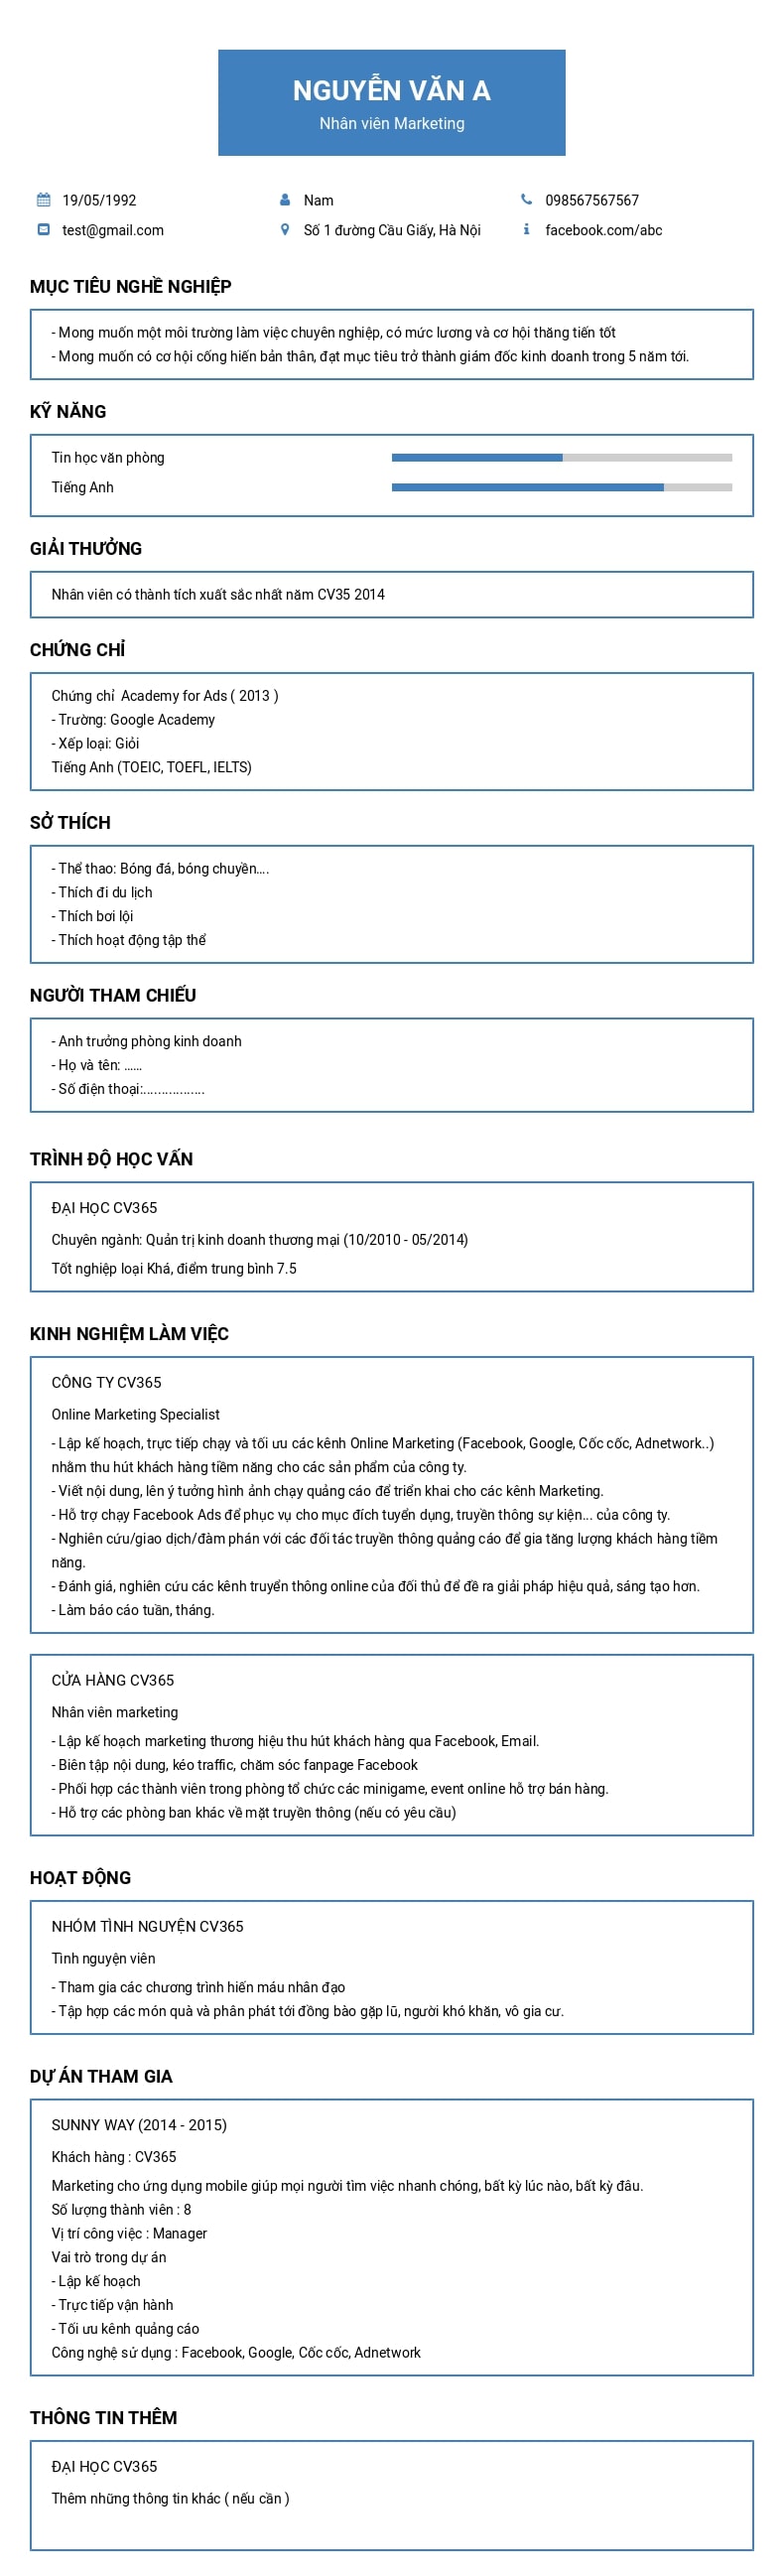 NGUYỄN VĂN A
Nhân viên Marketing
19/05/1992
Nam
098567567567
test@gmail.com
Số 1 đường Cầu Giấy, Hà Nội
facebook.com/abc
MỤC TIÊU NGHỀ NGHIỆP
- Mong muốn một môi trường làm việc chuyên nghiệp, có mức lương và cơ hội thăng tiến tốt
- Mong muốn có cơ hội cống hiến bản thân, đạt mục tiêu trở thành giám đốc kinh doanh trong 5 năm tới.
KỸ NĂNG
Tin học văn phòng
Tiếng Anh
GIẢI THƯỞNG
Nhân viên có thành tích xuất sắc nhất năm CV35 2014
CHỨNG CHỈ
Chứng chỉ  Academy for Ads ( 2013 )
- Trường: Google Academy
- Xếp loại: Giỏi
Tiếng Anh (TOEIC, TOEFL, IELTS)
SỞ THÍCH
- Thể thao: Bóng đá, bóng chuyền....
- Thích đi du lịch
- Thích bơi lội
- Thích hoạt động tập thể
NGƯỜI THAM CHIẾU
- Anh trưởng phòng kinh doanh
- Họ và tên: ......
- Số điện thoại:.................
TRÌNH ĐỘ HỌC VẤN
ĐẠI HỌC CV365
Chuyên ngành: Quản trị kinh doanh thương mại (10/2010 - 05/2014)
Tốt nghiệp loại Khá, điểm trung bình 7.5
KINH NGHIỆM LÀM VIỆC
CÔNG TY CV365
Online Marketing Specialist
- Lập kế hoạch, trực tiếp chạy và tối ưu các kênh Online Marketing (Facebook, Google, Cốc cốc, Adnetwork..)
nhằm thu hút khách hàng tiềm năng cho các sản phẩm của công ty.
- Viết nội dung, lên ý tưởng hình ảnh chạy quảng cáo để triển khai cho các kênh Marketing.
- Hỗ trợ chạy Facebook Ads để phục vụ cho mục đích tuyển dụng, truyền thông sự kiện... của công ty.
- Nghiên cứu/giao dịch/đàm phán với các đối tác truyền thông quảng cáo để gia tăng lượng khách hàng tiềm
năng.
- Đánh giá, nghiên cứu các kênh truyển thông online của đối thủ để đề ra giải pháp hiệu quả, sáng tạo hơn.
- Làm báo cáo tuần, tháng.
CỬA HÀNG CV365
Nhân viên marketing
- Lập kế hoạch marketing thương hiệu thu hút khách hàng qua Facebook, Email.
- Biên tập nội dung, kéo traffic, chăm sóc fanpage Facebook
- Phối hợp các thành viên trong phòng tổ chức các minigame, event online hỗ trợ bán hàng.
- Hỗ trợ các phòng ban khác về mặt truyền thông (nếu có yêu cầu)
HOẠT ĐỘNG
NHÓM TÌNH NGUYỆN CV365
Tình nguyện viên
- Tham gia các chương trình hiến máu nhân đạo
- Tập hợp các món quà và phân phát tới đồng bào gặp lũ, người khó khăn, vô gia cư.
DỰ ÁN THAM GIA
SUNNY WAY (2014 - 2015)
Khách hàng : CV365
Marketing cho ứng dụng mobile giúp mọi người tìm việc nhanh chóng, bất kỳ lúc nào, bất kỳ đâu.
Số lượng thành viên : 8
Vị trí công việc : Manager
Vai trò trong dự án
- Lập kế hoạch
- Trực tiếp vận hành
- Tối ưu kênh quảng cáo
Công nghệ sử dụng : Facebook, Google, Cốc cốc, Adnetwork
THÔNG TIN THÊM
ĐẠI HỌC CV365
Thêm những thông tin khác ( nếu cần )